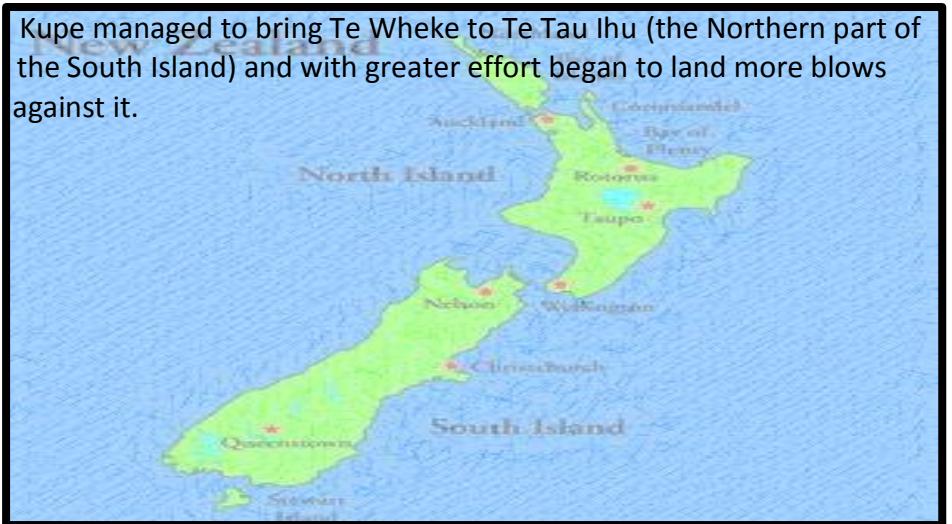 Kupe managed to bring Te Wheke to Te Tau Ihu (the Northern part of
the South Island) and with greater effort began to land more blows
against it.
New Zealand
Auckland
Coromandel
Bay of
Plenty
North Island
Rotorua
Taupo
Nelson
Wellington
Christchurch
South Island
Queenstown
Stewart
Island